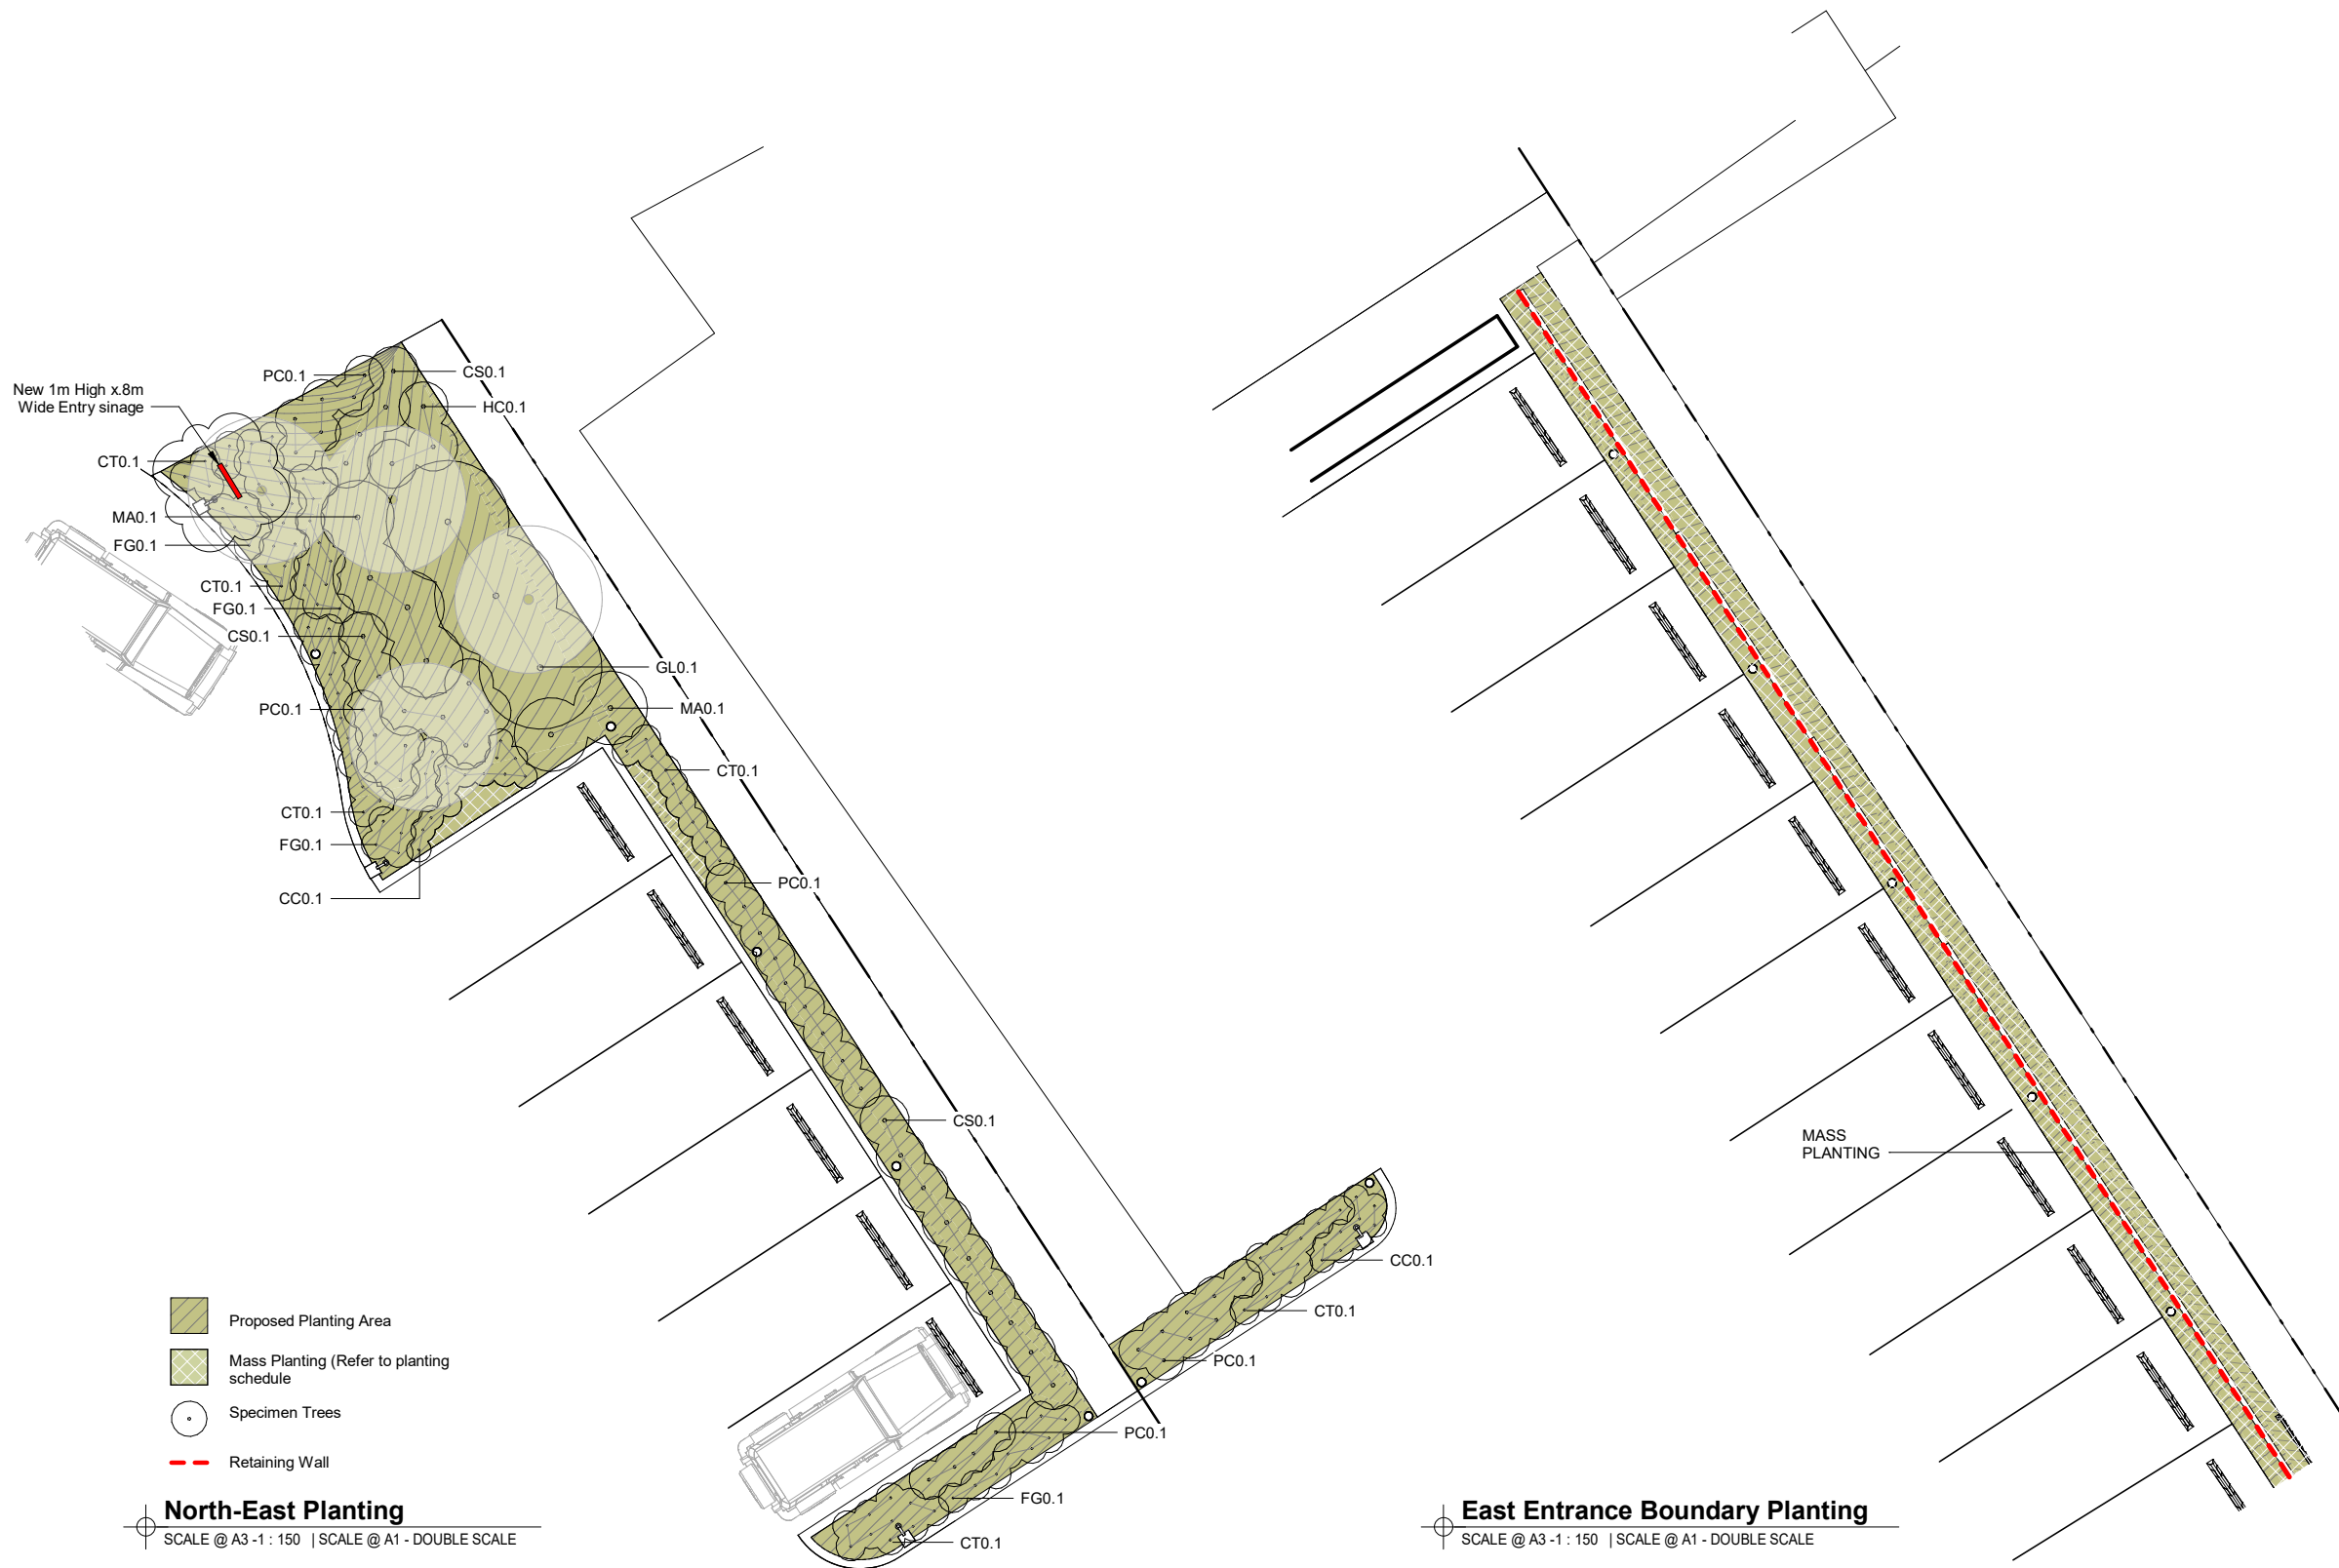 PC0.1
CS0.1
New 1m High x.8m
Wide Entry sinage
HC0.1
CT0.1
MA0.1
FG0.1
CT0.1
FG0.1
CS0.1
GL0.1
PC0.1
MA0.1
CT0.1
CT0.1
FG0.1
PC0.1
CC0.1
CS0.1
MASS
PLANTING
CC0.1
CT0.1
PC0.1
PC0.1
FG0.1
CT0.1
Proposed Planting Area
Mass Planting (Refer to planting
schedule
Specimen Trees
Retaining Wall
North-East Planting
SCALE @ A3 -1 : 150 | SCALE @ A1 - DOUBLE SCALE
East Entrance Boundary Planting
SCALE @ A3 -1 : 150 | SCALE @ A1 - DOUBLE SCALE